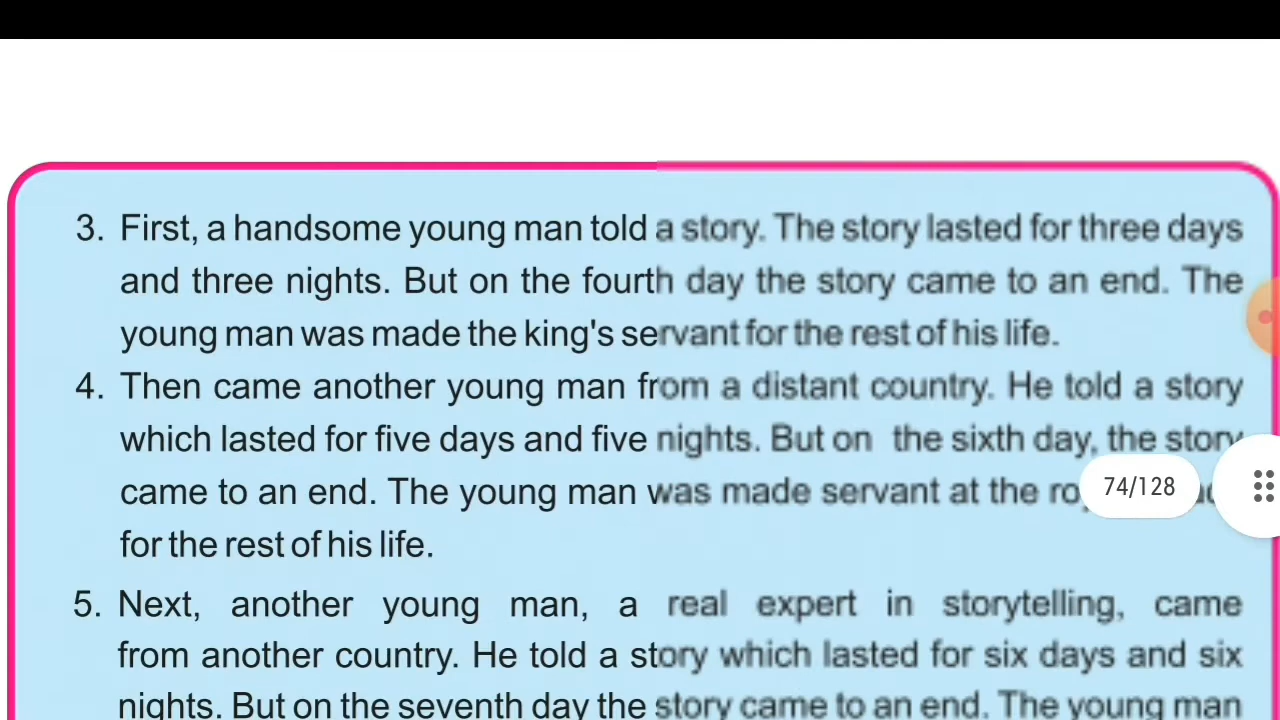 3. First, a handsome young man told a story. The story lasted for three days
and three nights. But on the fourth day the story came to an end. The
young man was made the king's servant for the rest of his life.
4. Then came another young man from a distant country. He told a story
which lasted for five days and five nights. But on the sixth day, the story
came to an end. The young man was made servant at the
74/128
for the rest of his life.
5. Next, another young man, a real expert in storytelling, came
from another country. He told a story which lasted for six days and six
nights. But on the seventh day the story came to an end. The young man